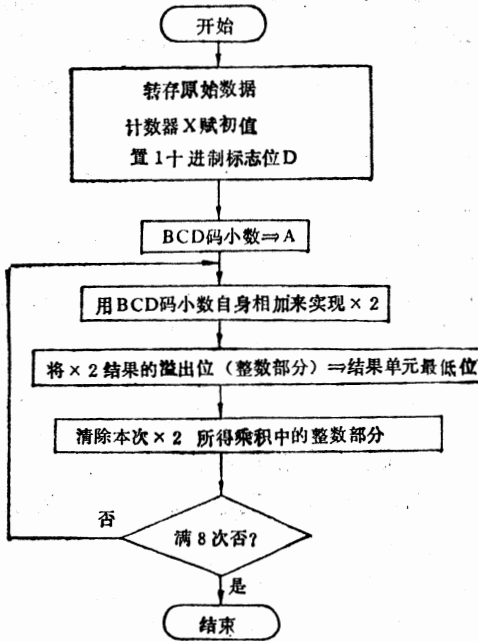 开始
转存原始数据
计数器X赋初值
置1十进制标志位D
BCD码小数⇒A
用BCD码小数自身相加来实现×2
将×2结果的溢出位（整数部分）⇒结果单元最低位
清除本次×2 所得乘积中的整数部分
否
满8次否？
是
结束